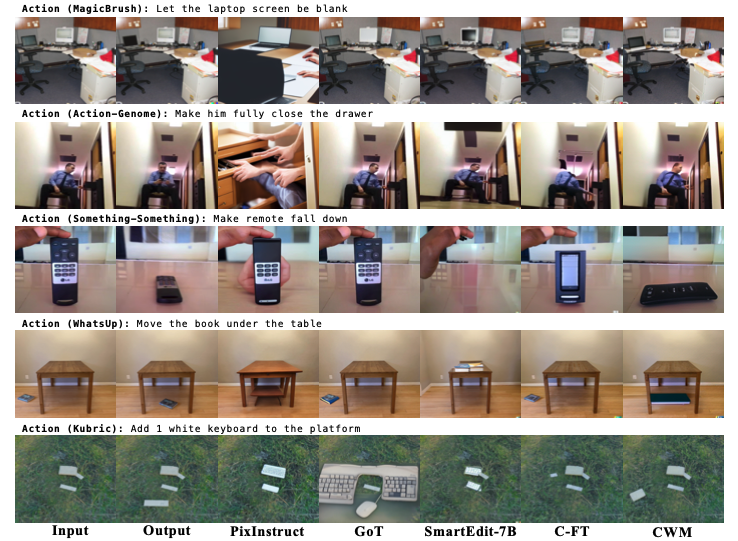 Action (MagicBrush): Let the laptop screen be blank
Action (Action-Genome): Make him fully close the drawer
Action (Something-Something): Make remote fall down
Action (WhatsUp): Move the book under the table
Action (Kubric): Add 1 white keyboard to the platform
Input Output PixInstruct GoT SmartEdit-7B C-FT CWM